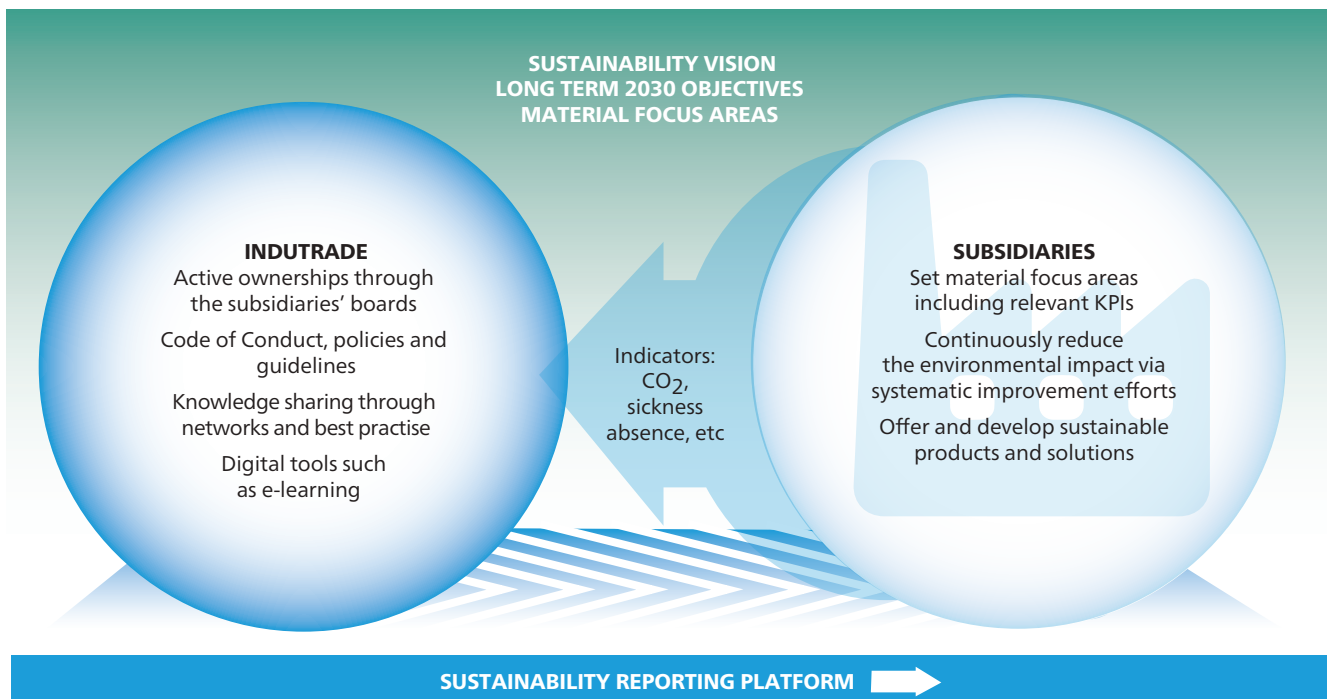 SUSTAINABILITY VISION
LONG TERM 2030 OBJECTIVES
MATERIAL FOCUS AREAS
INDUTRADE
Active ownerships through
the subsidiaries’ boards
Code of Conduct, policies and
guidelines
Knowledge sharing through
networks and best practise
Digital tools such
as e-learning
Indicators:
CO2,
sickness
absence, etc
SUBSIDIARIES
Set material focus areas
including relevant KPIs
Continuously reduce
the environmental impact via
systematic improvement efforts
Offer and develop sustainable
products and solutions
SUSTAINABILITY REPORTING PLATFORM